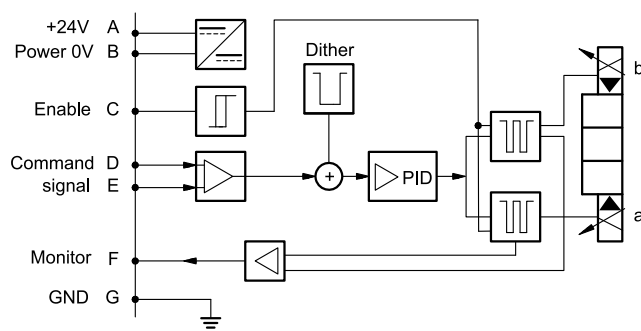 +24V A
Power 0V B
Dither
b
Enable C
Command D
signal E
PID
a
Monitor F
GND G